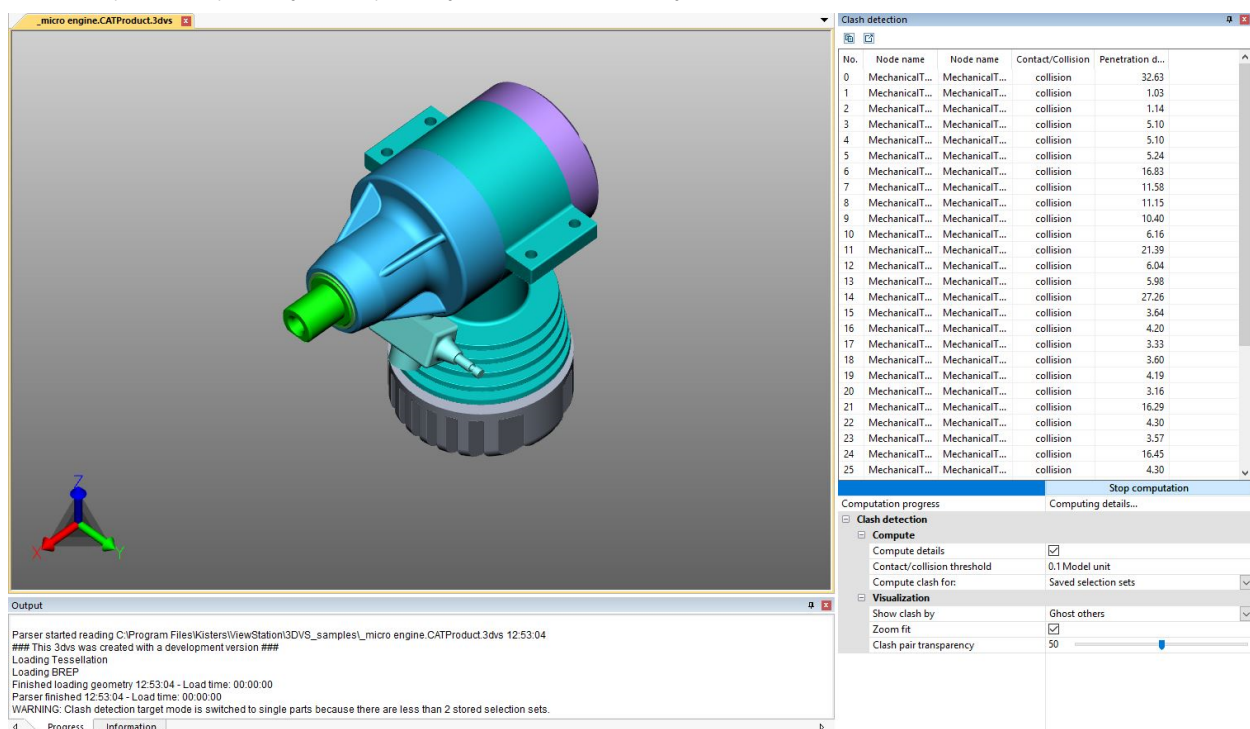 _micro engine.CATProduct.3dvs
Z
X
Y
Output
Parser started reading C:\Program Files\Kisters\ViewStation\3DVS_samples\_micro engine.CATProduct.3dvs 12:53:04
### This 3dvs was created with a development version ###
Loading Tessellation
Loading BREP
Finished loading geometry 12:53:04 - Load time: 00:00:00
Parser finished 12:53:04 - Load time: 00:00:00
WARNING: Clash detection target mode is switched to single parts because there are less than 2 stored selection sets.
Progress Information
Clash detection
No. Node name Node name Contact/Collision Penetration d...
0 MechanicalT... MechanicalT... collision 32.63
1 MechanicalT... MechanicalT... collision 1.03
2 MechanicalT... MechanicalT... collision 1.14
3 MechanicalT... MechanicalT... collision 5.10
4 MechanicalT... MechanicalT... collision 5.10
5 MechanicalT... MechanicalT... collision 5.24
6 MechanicalT... MechanicalT... collision 16.83
7 MechanicalT... MechanicalT... collision 11.58
8 MechanicalT... MechanicalT... collision 11.15
9 MechanicalT... MechanicalT... collision 10.40
10 MechanicalT... MechanicalT... collision 6.16
11 MechanicalT... MechanicalT... collision 21.39
12 MechanicalT... MechanicalT... collision 6.04
13 MechanicalT... MechanicalT... collision 5.98
14 MechanicalT... MechanicalT... collision 27.26
15 MechanicalT... MechanicalT... collision 3.64
16 MechanicalT... MechanicalT... collision 4.20
17 MechanicalT... MechanicalT... collision 3.33
18 MechanicalT... MechanicalT... collision 3.60
19 MechanicalT... MechanicalT... collision 4.19
20 MechanicalT... MechanicalT... collision 3.16
21 MechanicalT... MechanicalT... collision 16.29
22 MechanicalT... MechanicalT... collision 4.30
23 MechanicalT... MechanicalT... collision 3.57
24 MechanicalT... MechanicalT... collision 16.45
25 MechanicalT... MechanicalT... collision 4.30
Stop computation
Computation progress Computing details...
Clash detection
Compute
Compute details
Contact/collision threshold 0.1 Model unit
Compute clash for: Saved selection sets
Visualization
Show clash by Ghost others
Zoom fit
Clash pair transparency 50